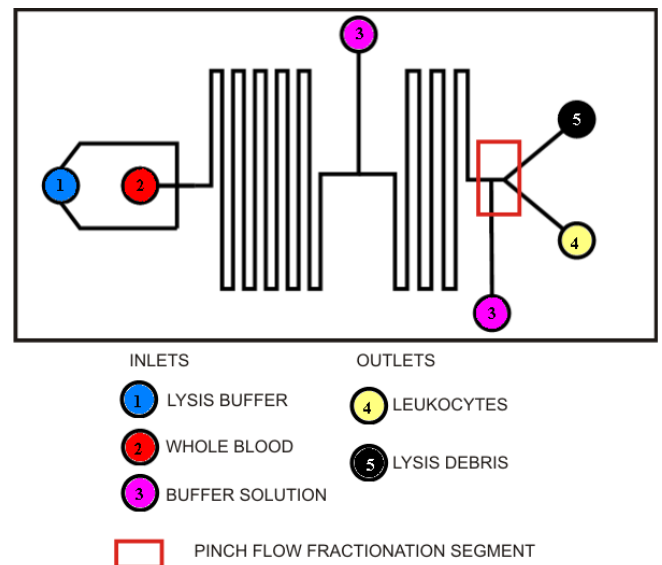 3
5
1
2
4
3
INLETS
OUTLETS
1 LYSIS BUFFER
4 LEUKOCYTES
2 WHOLE BLOOD
5 LYSIS DEBRIS
3 BUFFER SOLUTION
PINCH FLOW FRACTIONATION SEGMENT